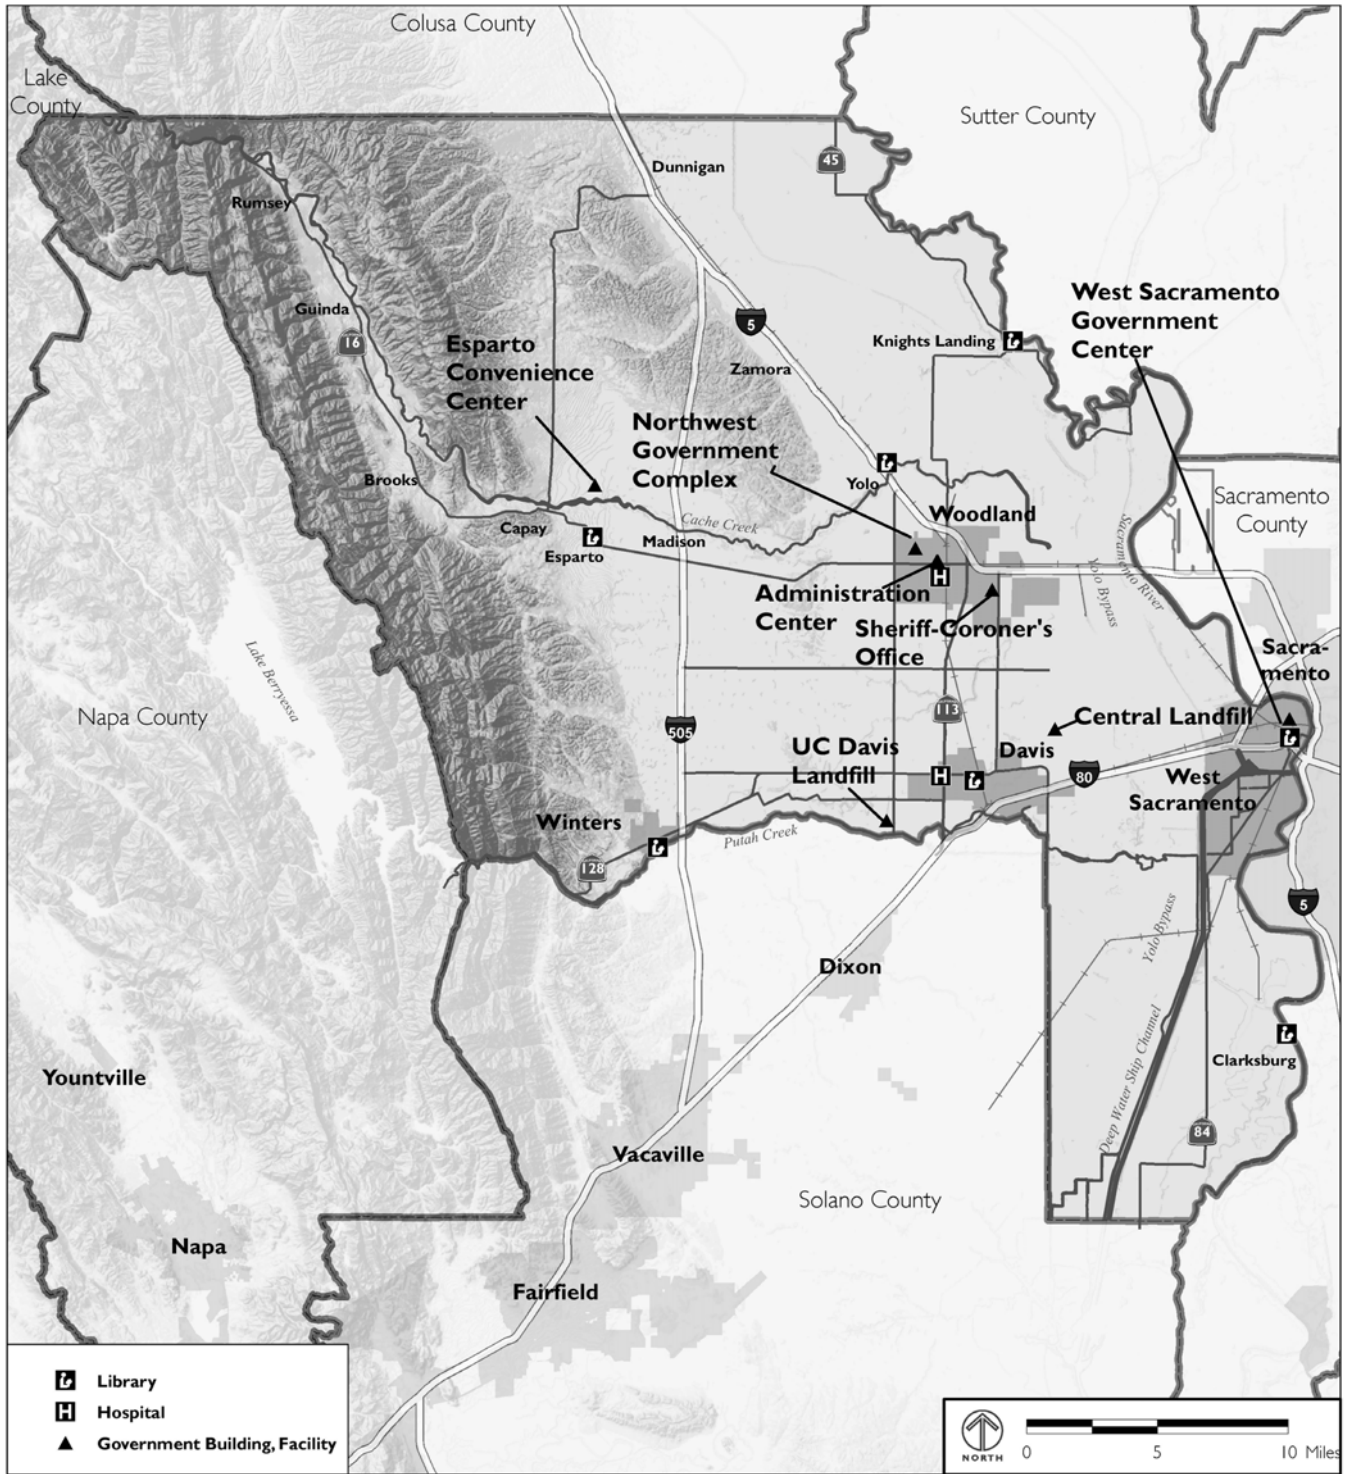 Colusa County
Lake
County
Sutter County
45
Dunnigan
Rumsey
Guinda
16
5
West Sacramento
Government
Center
Knights Landing
Esparto
Convenience
Center
Zamora
Northwest
Government
Complex
Brooks
Yolo
Sacramento
County
Capay
Cache Creek
Woodland
Sacramento River
Esparto
Madison
Yolo Bypass
H
Administration
Center
Sheriff-Coroner's
Office
Lake Berryessa
Sacra-
mento
Napa County
113
Central Landfill
505
UC Davis
Landfill
Davis
H
80
West
Sacramento
Winters
Putah Creek
128
5
Yolo Bypass
Dixon
Deep Water Ship Channel
Clarksburg
Yountville
84
Vacaville
Solano County
Napa
Fairfield
Library
H Hospital
Government Building, Facility
NORTH
0 5 10 Miles